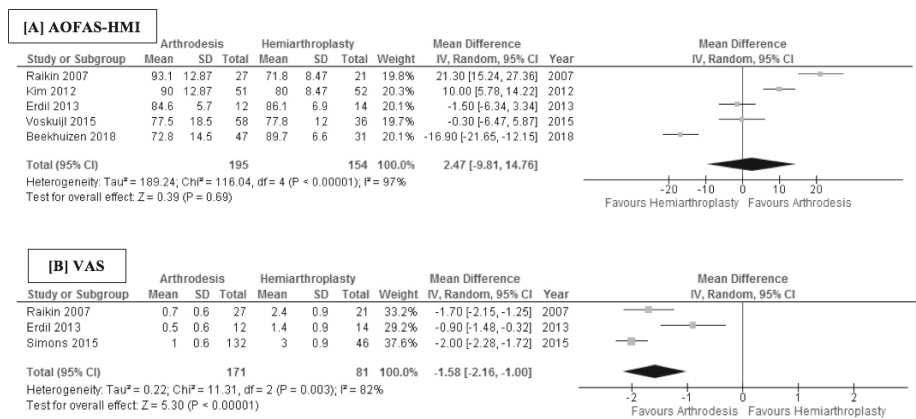 [A] AOFAS-HMI
Arthrodesis Hemiarthroplasty Mean Difference Mean Difference
Study or Subgroup Mean SD Total Mean SD Total Weight IV, Random, 95% CI Year IV, Random, 95% CI
Raikin 2007 93.1 12.87 27 71.8 8.47 21 19.8% 21.30 [15.24, 27.36] 2007
Kim 2012 90 12.87 51 80 8.47 52 20.3% 10.00 [5.78, 14.22] 2012
Erdil 2013 84.6 5.7 12 86.1 6.9 14 20.1% -1.50 [-6.34, 3.34] 2013
Voskuijl 2015 77.5 18.5 58 77.8 12 36 19.7% -0.30 [-6.47, 5.87] 2015
Beekhuizen 2018 72.8 14.5 47 89.7 6.6 31 20.1% -16.90 [-21.65, -12.15] 2018
Total (95% CI) 195 154 100.0% 2.47 [-9.81, 14.76]
Heterogeneity: Tau² = 189.24; Chi² = 116.04, df = 4 (P < 0.00001); I² = 97%
Test for overall effect: Z = 0.39 (P = 0.69)
-20 -10 0 10 20
Favours Hemiarthroplasty Favours Arthrodesis
[B] VAS
Arthrodesis Hemiarthroplasty Mean Difference Mean Difference
Study or Subgroup Mean SD Total Mean SD Total Weight IV, Random, 95% CI Year IV, Random, 95% CI
Raikin 2007 0.7 0.6 27 2.4 0.9 21 33.2% -1.70 [-2.15, -1.25] 2007
Erdil 2013 0.5 0.6 12 1.4 0.9 14 29.2% -0.90 [-1.48, -0.32] 2013
Simons 2015 1 0.6 132 3 0.9 46 37.6% -2.00 [-2.28, -1.72] 2015
Total (95% CI) 171 81 100.0% -1.58 [-2.16, -1.00]
Heterogeneity: Tau² = 0.22; Chi² = 11.31, df = 2 (P = 0.003); I² = 82%
Test for overall effect: Z = 5.30 (P < 0.00001)
-2 -1 0 1 2
Favours Arthrodesis Favours Hemiarthroplasty